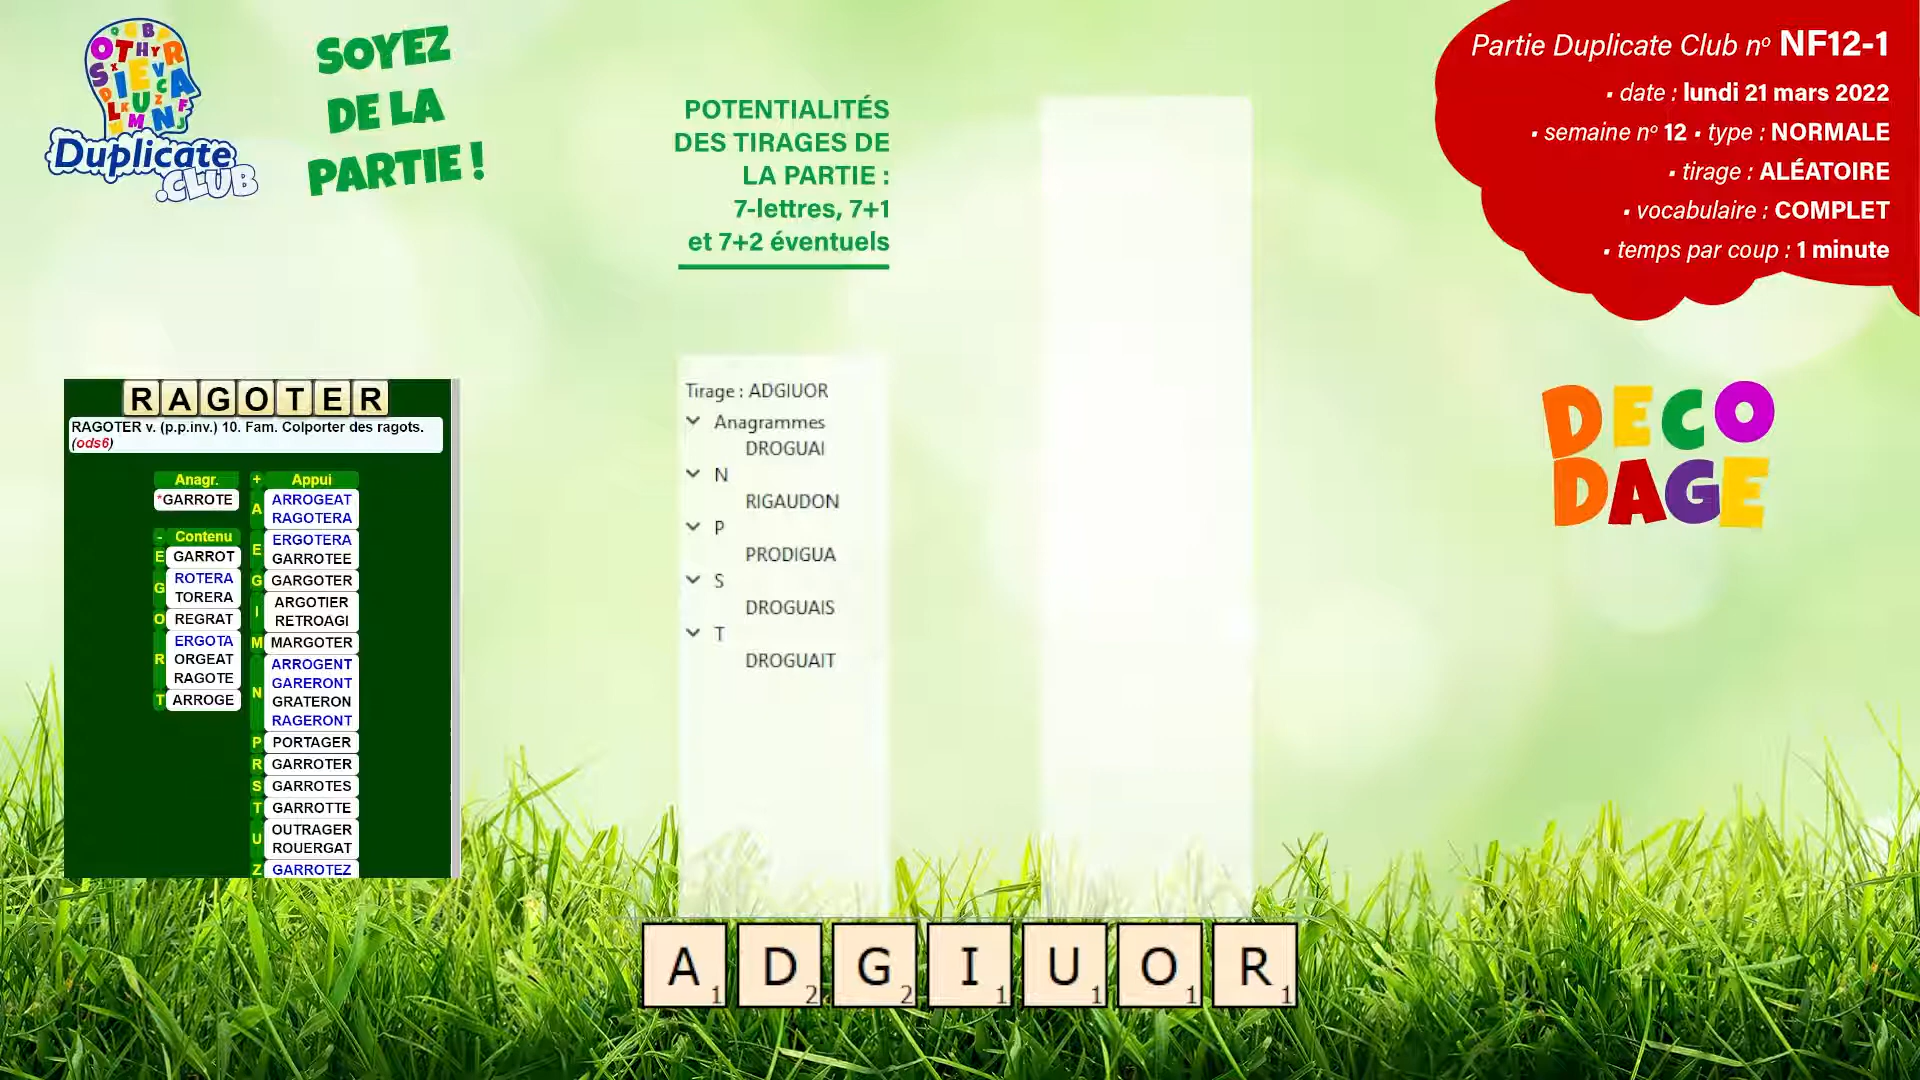 Duplicate
.CLUB
SOYEZ
DE LA
PARTIE !
POTENTIALITÉS
DES TIRAGES DE
LA PARTIE :
7-lettres, 7+1
et 7+2 éventuels
Partie Duplicate Club nº NF12-1
• date : lundi 21 mars 2022
• semaine nº 12 • type : NORMALE
• tirage : ALÉATOIRE
• vocabulaire : COMPLET
• temps par coup : 1 minute
RAGOTER
RAGOTER v. (p.p.inv.) 10. Fam. Colporter des ragots.
(ods6)
Anagr.
*GARROTE
- Contenu
E GARROT
G ROTERA
TORERA
O REGRAT
R ERGOTA
ORGEAT
RAGOTE
T ARROGE
+ Appui
A ARROGEAT
RAGOTERA
E ERGOTERA
GARROTEE
G GARGOTER
I ARGOTIER
RETROAGI
M MARGOTER
N ARROGENT
GARERONT
GRATERON
RAGERONT
P PORTAGER
R GARROTER
S GARROTES
T GARROTTE
U OUTRAGER
ROUERGAT
Z GARROTEZ
Tirage : ADGIUOR
Anagrammes
DROGUAI
N
RIGAUDON
P
PRODIGUA
S
DROGUAIS
T
DROGUAIT
DECO
DAGE
A1 D2 G2 I1 U1 O1 R1